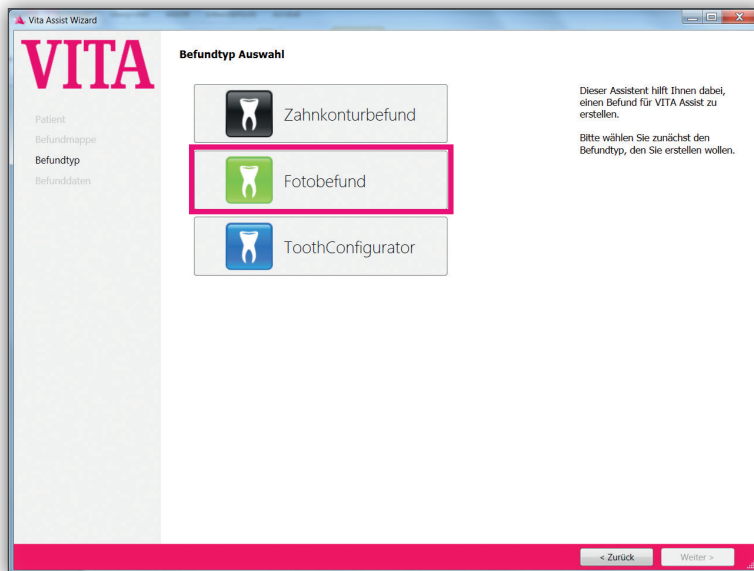 Vita Assist Wizard
VITA
Befundtyp Auswahl
Patient
Befundmappe
Befundtyp
Befunddaten
Zahnkonturbefund
Fotobefund
ToothConfigurator
Dieser Assistent hilft Ihnen dabei,
einen Befund für VITA Assist zu
erstellen.
Bitte wählen Sie zunächst den
Befundtyp, den Sie erstellen wollen.
< Zurück
Weiter >